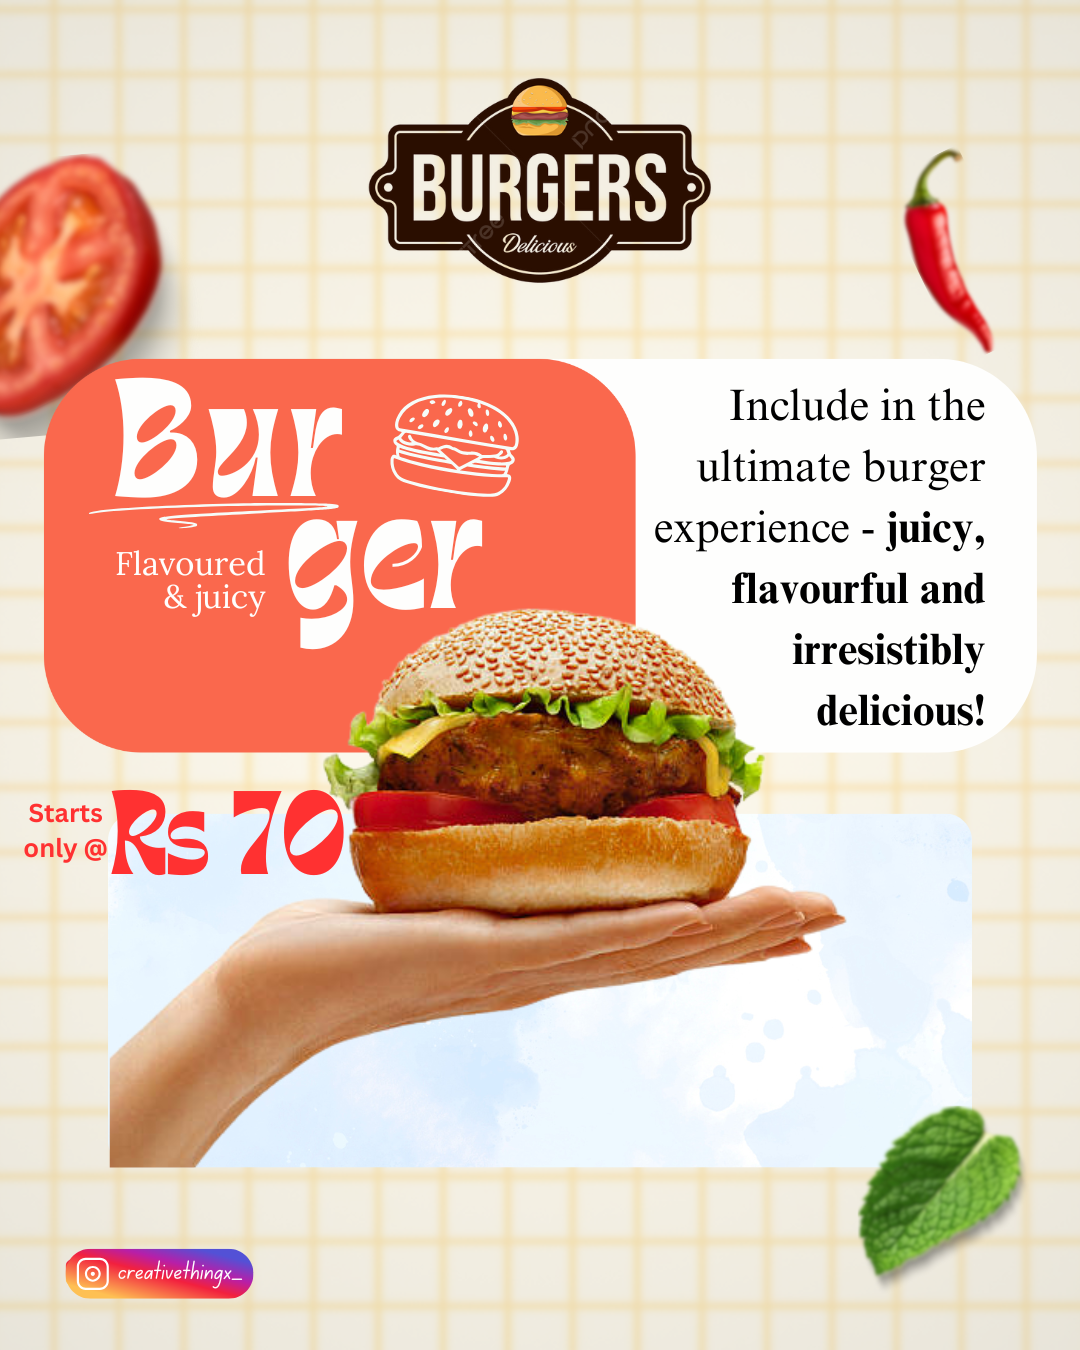 BURGERS
Delicious
Bur
ger
Flavoured
& juicy
Include in the
ultimate burger
experience - juicy,
flavourful and
irresistibly
delicious!
Starts
only @
Rs 70
creativethingx_